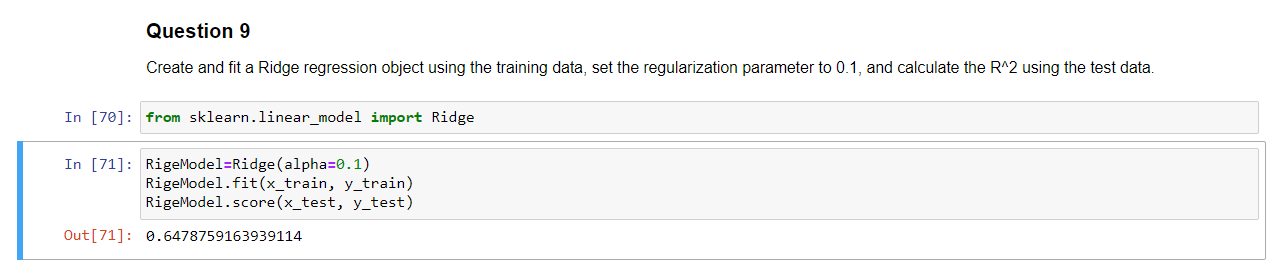 Question 9
Create and fit a Ridge regression object using the training data, set the regularization parameter to 0.1, and calculate the R^2 using the test data.
In [70]: from sklearn.linear_model import Ridge
In [71]: RigeModel=Ridge(alpha=0.1)
RigeModel.fit(x_train, y_train)
RigeModel.score(x_test, y_test)
Out[71]: 0.6478759163939114